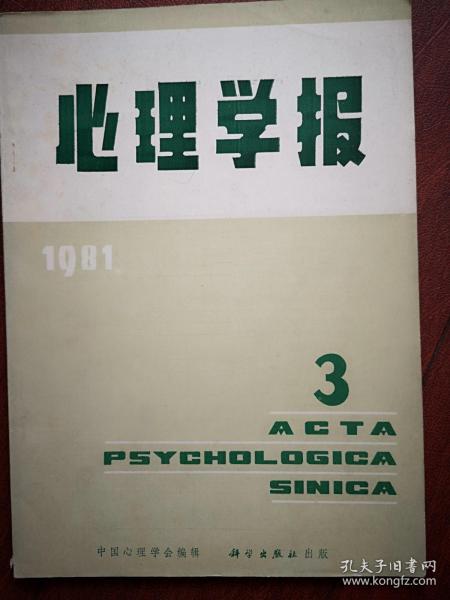 心理学报
1981
3
ACTA
PSYCHOLOGICA
SINICA
中国心理学会编辑 科学出版社出版
孔夫子旧书网
www.kongfz.com